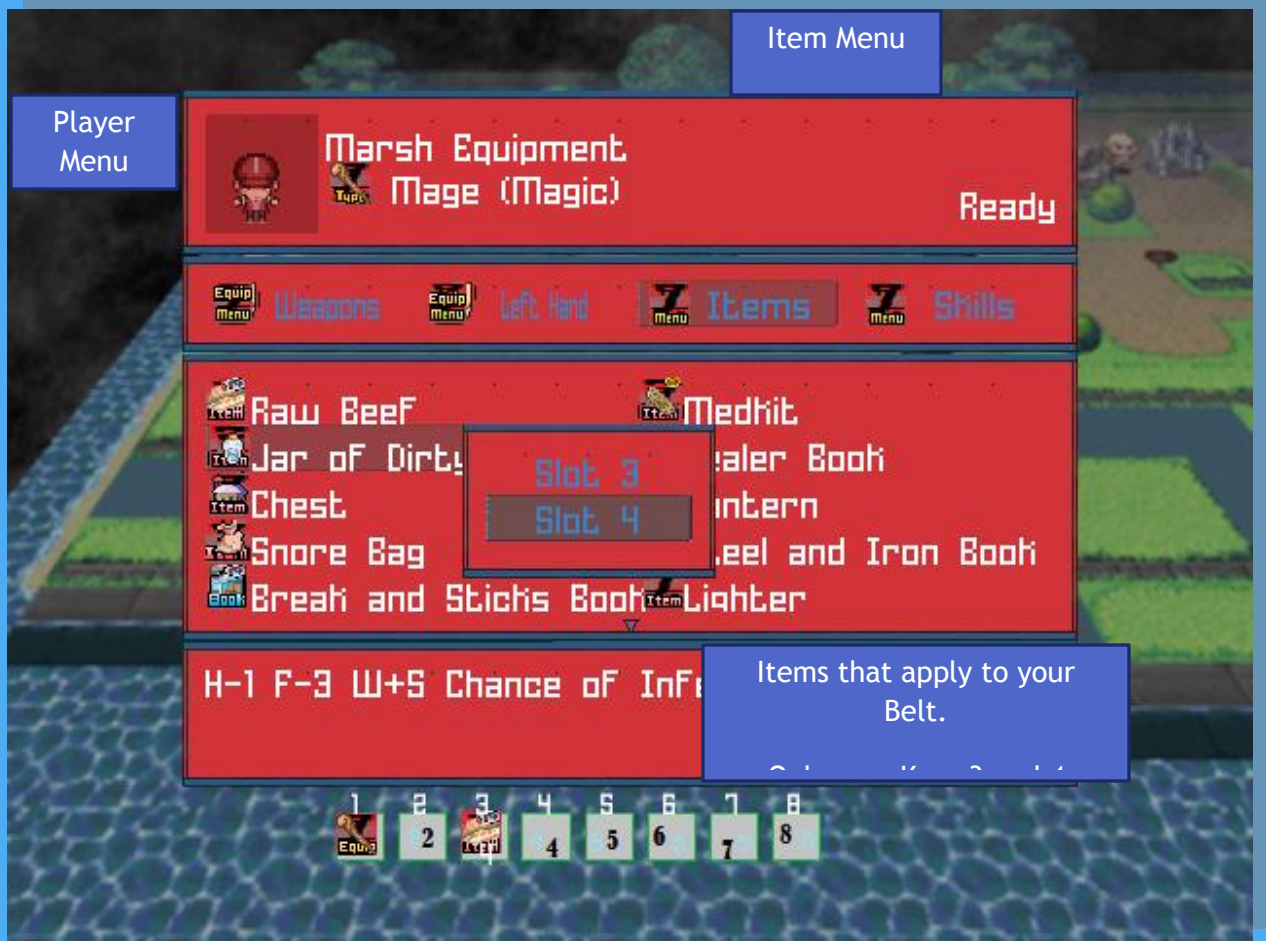 Item Menu
Player
Menu
Marsh Equipment
Type Mage (Magic)
Ready
Equip Menu Weapons Equip Menu Left Hand Menu Items Menu Skills
Item Raw Beef Item Medkit
Item Jar of Dirty ealer Book
Item Chest ntern
Snore Bag eel and Iron Book
Book Break and Sticks Book Item Lighter
Slot 3
Slot 4
H-1 F-3 W+5 Chance of Infe
Items that apply to your
Belt.
1 2 3 4 5 6 7 8
Equip 2 Item 4 5 6 7 8
1